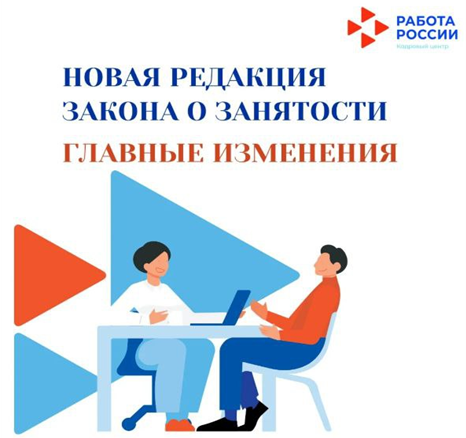 РАБОТА
РОССИИ
Кадровый центр
НОВАЯ РЕДАКЦИЯ
ЗАКОНА О ЗАНЯТОСТИ
ГЛАВНЫЕ ИЗМЕНЕНИЯ